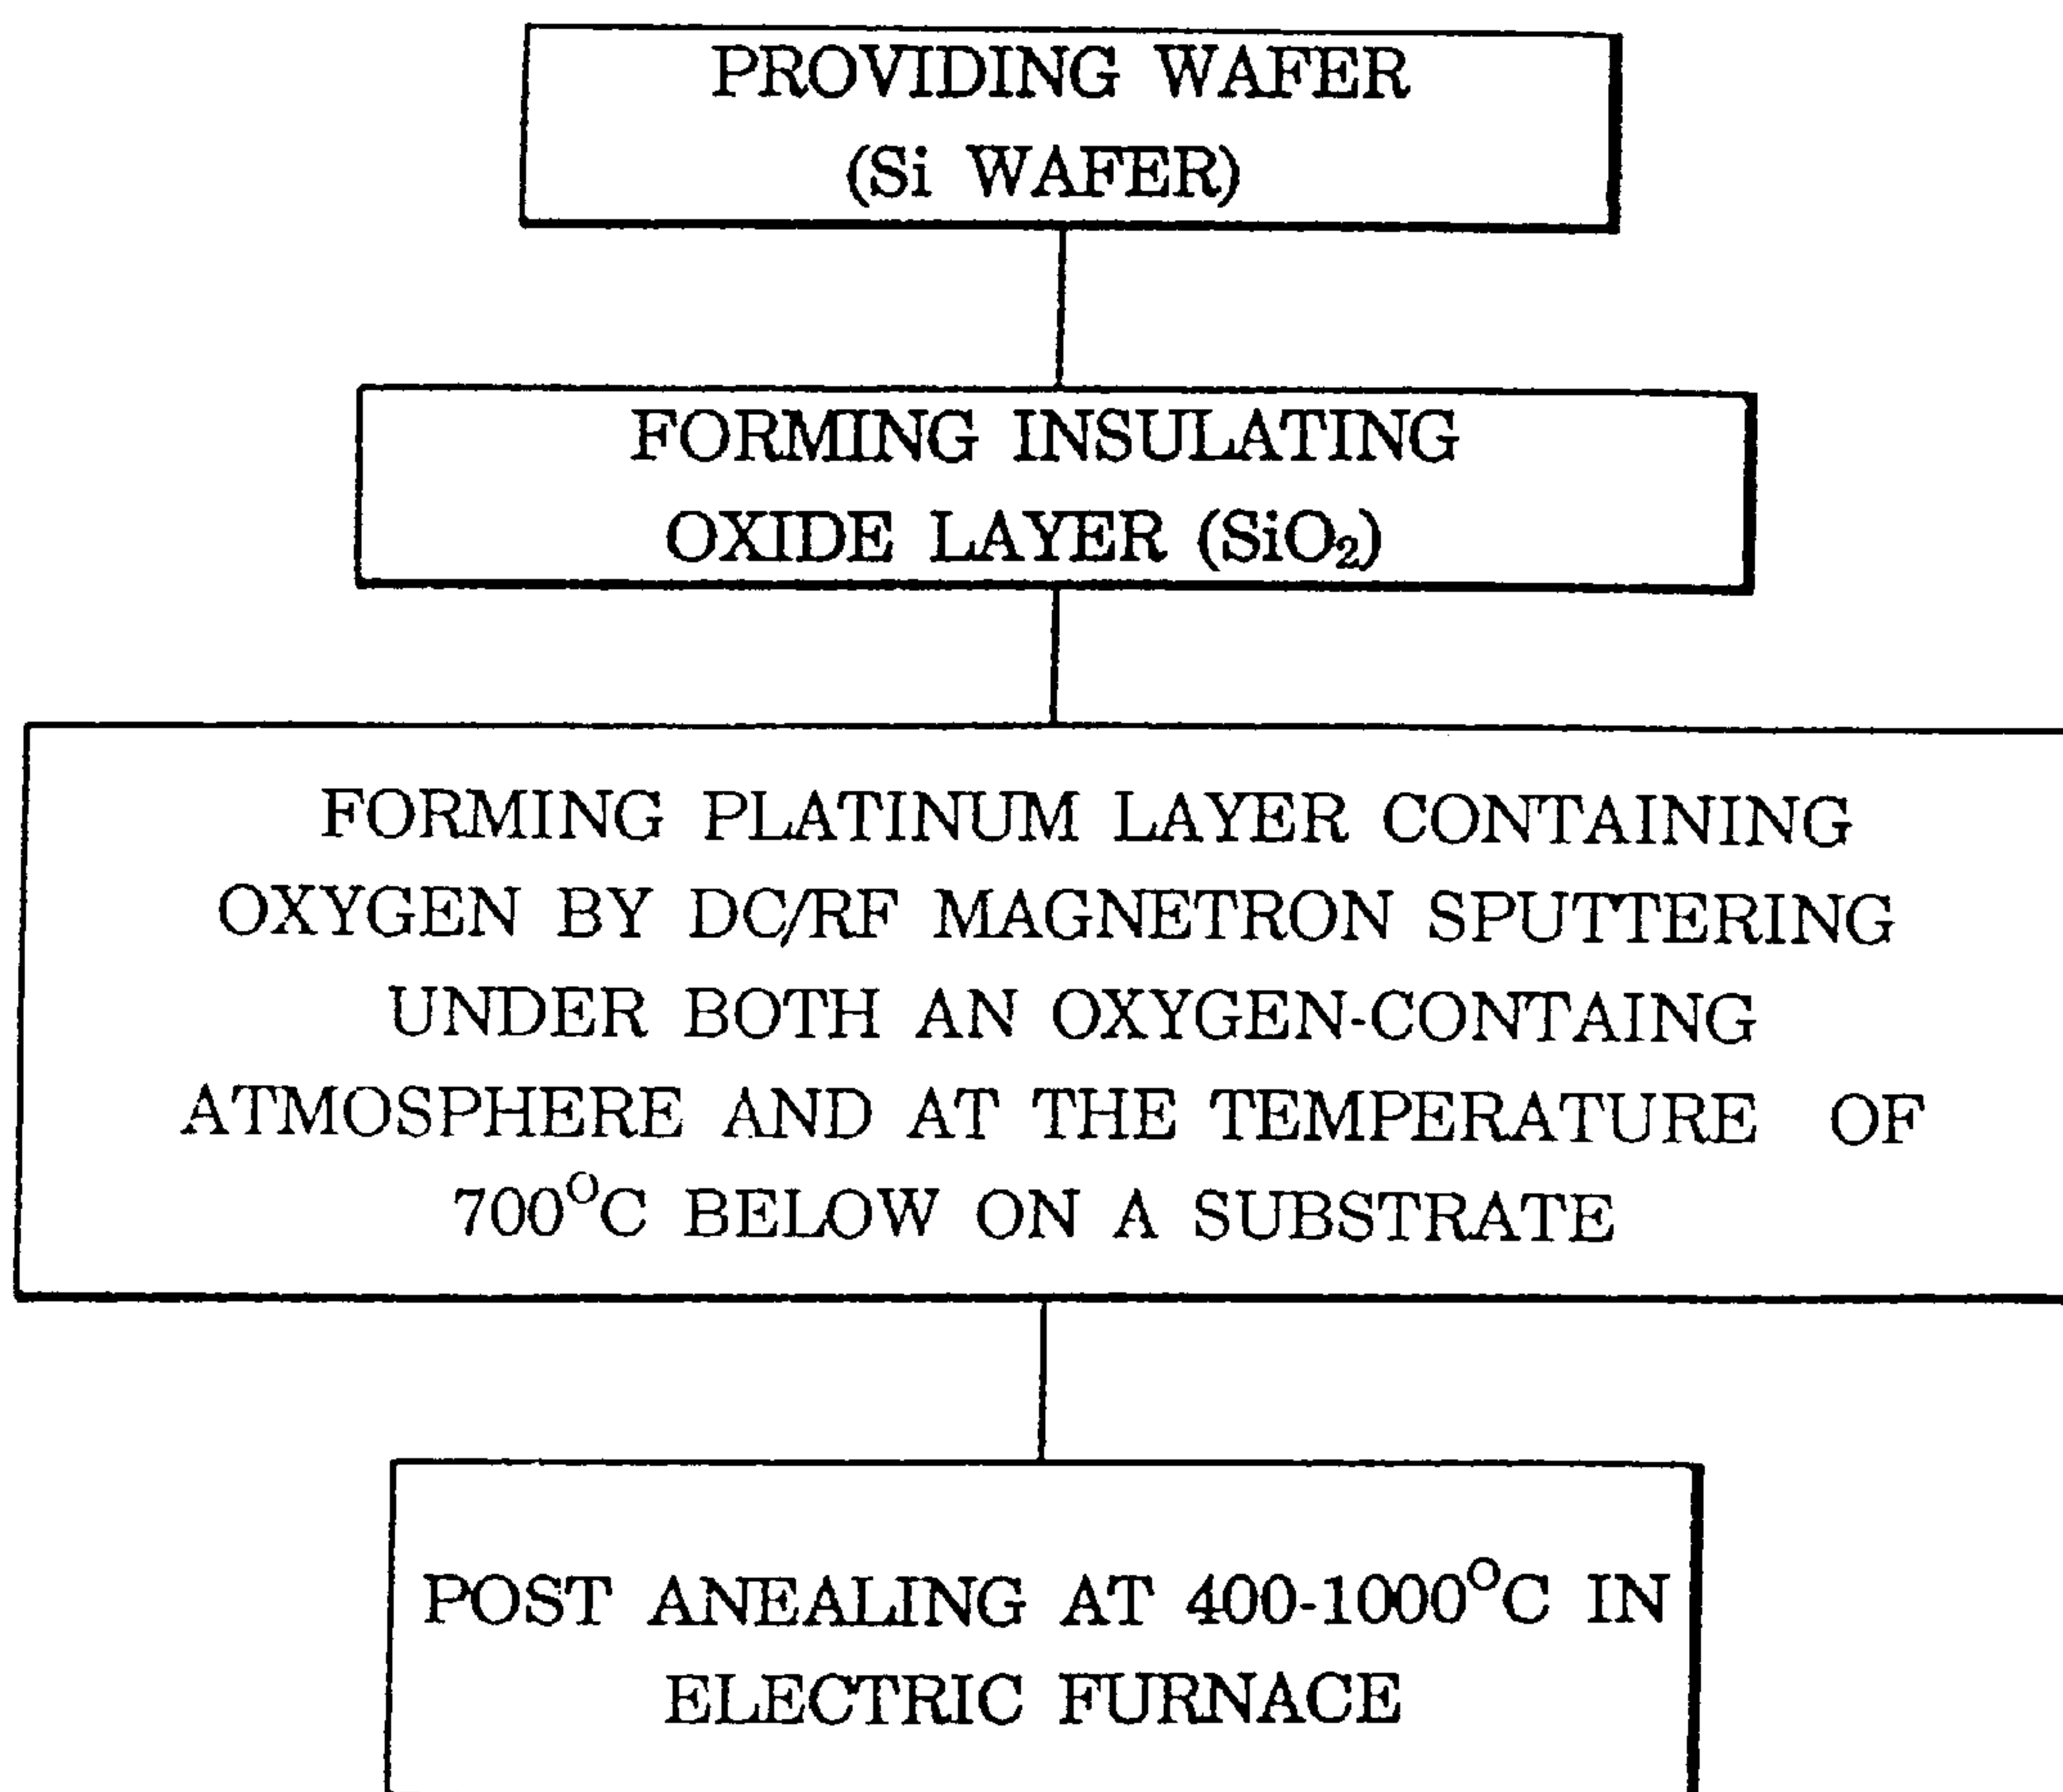 PROVIDING WAFER
(Si WAFER)
FORMING INSULATING
OXIDE LAYER (SiO₂)
FORMING PLATINUM LAYER CONTAINING
OXYGEN BY DC/RF MAGNETRON SPUTTERING
UNDER BOTH AN OXYGEN-CONTAING
ATMOSPHERE AND AT THE TEMPERATURE OF
700°C BELOW ON A SUBSTRATE
POST ANEALING AT 400-1000°C IN
ELECTRIC FURNACE